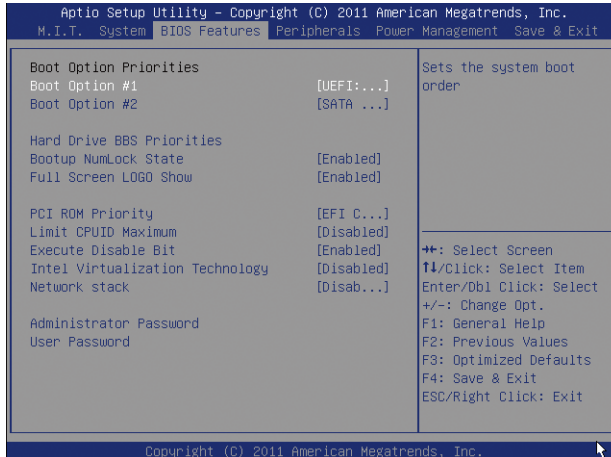 Aptio Setup Utility – Copyright (C) 2011 American Megatrends, Inc.
M.I.T. System BIOS Features Peripherals Power Management Save & Exit
Boot Option Priorities
Boot Option #1 [UEFI:...]
Boot Option #2 [SATA ...]
Hard Drive BBS Priorities
Bootup NumLock State [Enabled]
Full Screen LOGO Show [Enabled]
PCI ROM Priority [EFI C...]
Limit CPUID Maximum [Disabled]
Execute Disable Bit [Enabled]
Intel Virtualization Technology [Disabled]
Network stack [Disab...]
Administrator Password
User Password
Sets the system boot
order
→←: Select Screen
↑↓/Click: Select Item
Enter/Dbl Click: Select
+/-: Change Opt.
F1: General Help
F2: Previous Values
F3: Optimized Defaults
F4: Save & Exit
ESC/Right Click: Exit
Copyright (C) 2011 American Megatrends, Inc.